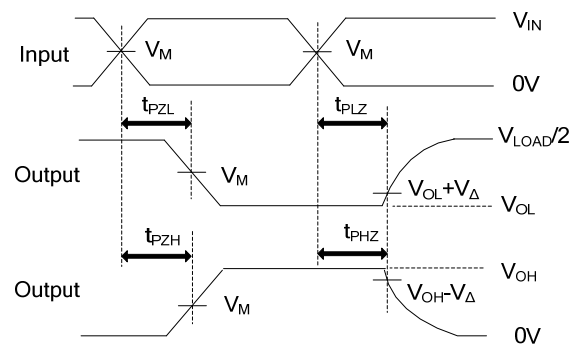 V_IN
Input V_M V_M
0V
t_PZL t_PLZ
V_LOAD/2
Output V_M V_OL+V_Δ
V_OL
t_PZH t_PHZ
V_OH
Output V_M V_OH-V_Δ
0V